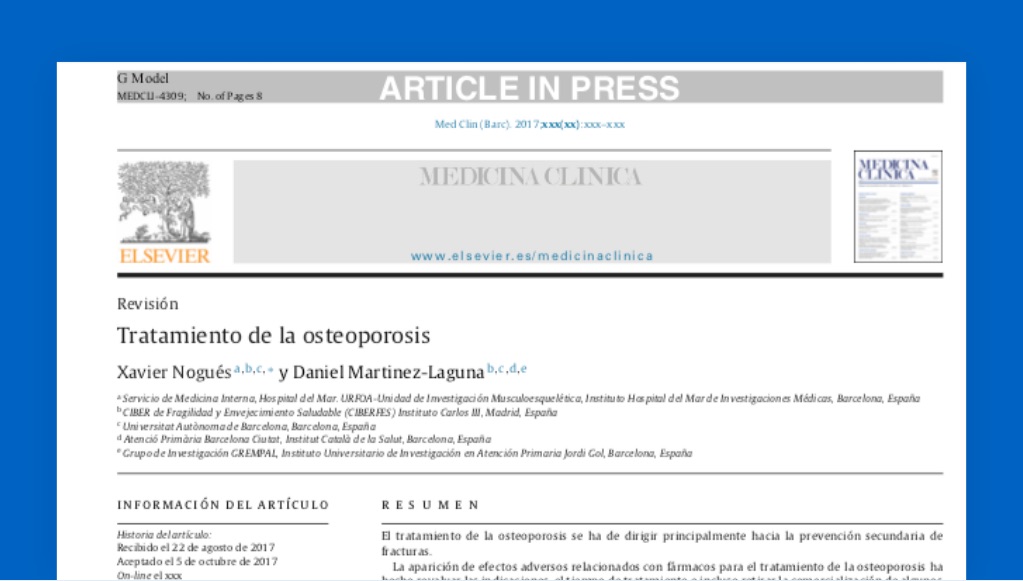 G Model
MEDCLI-4309; No. of Pages 8
ARTICLE IN PRESS
Med Clin (Barc). 2017;xxx(xx):xxx–xxx
MEDICINA CLINICA
MEDICINA
CLINICA
ELSEVIER
www.elsevier.es/medicinaclinica
Revisión
Tratamiento de la osteoporosis
Xavier Nogués a,b,c,* y Daniel Martinez-Laguna b,c,d,e
a Servicio de Medicina Interna, Hospital del Mar. URFOA-Unidad de Investigació Musculoesquelética, Instituto Hospital del Mar de Investigaciones Médicas, Barcelona, España
b CIBER de Fragilidad y Envejecimiento Saludable (CIBERFES) Instituto Carlos III, Madrid, España
c Universitat Autònoma de Barcelona, Barcelona, España
d Atenció Primària Barcelona Ciutat, Institut Català de la Salut, Barcelona, España
e Grupo de Investigación GREMPAL, Instituto Universitario de Investigación en Atención Primaria Jordi Gol, Barcelona, España
INFORMACIÓN DEL ARTÍCULO
Historia del artículo:
Recibido el 22 de agosto de 2017
Aceptado el 5 de octubre de 2017
On-line el xxx
RESUMEN
El tratamiento de la osteoporosis se ha de dirigir principalmente hacia la prevención secundaria de
fracturas.
La aparición de efectos adversos relacionados con fármacos para el tratamiento de la osteoporosis ha